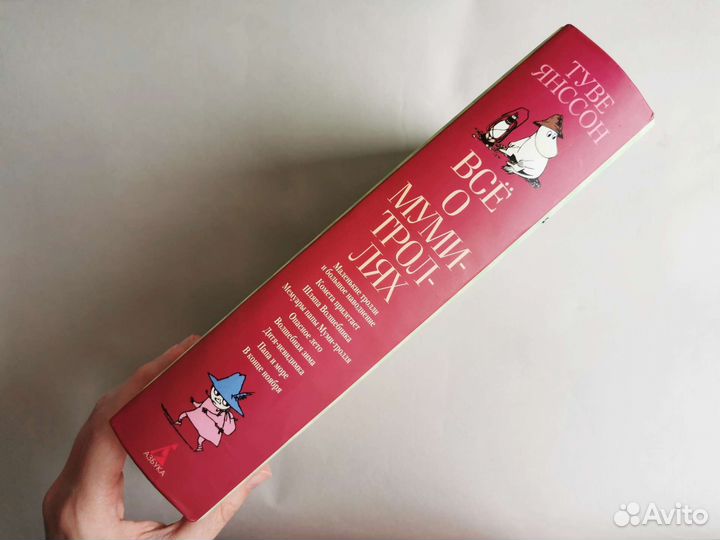 ТУВЕ
ЯНССОН
ВСЁ
О
МУМИ-
ТРОЛ-
ЛЯХ
Маленькие тролли
и большое наводнение
Комета прилетает
Шляпа Волшебника
Мемуары папы Муми-тролля
Опасное лето
Волшебная зима
Дитя-невидимка
Папа и море
В конце ноября
АЗБУКА
Avito